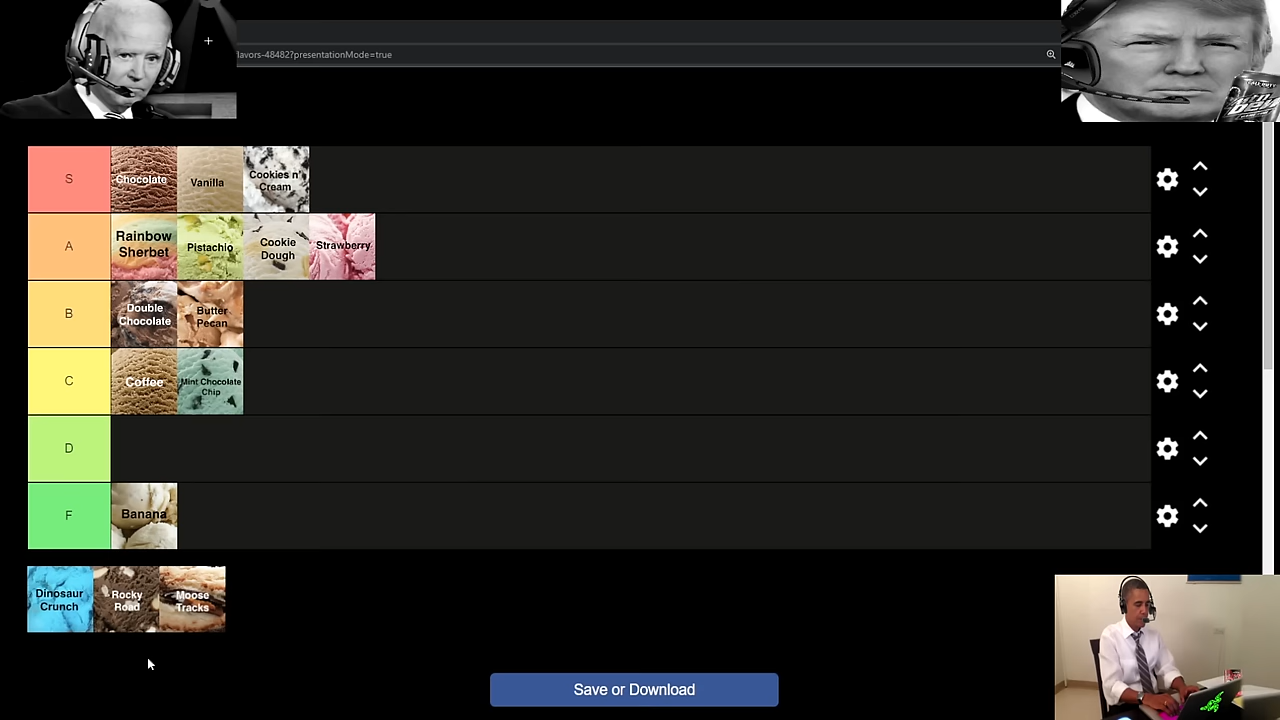 +
lavors-48482?presentationMode=true
S
Chocolate
Vanilla
Cookies n'
Cream
A
Rainbow
Sherbet
Pistachio
Cookie
Dough
Strawberry
B
Double
Chocolate
Butter
Pecan
C
Coffee
Mint Chocolate
Chip
D
F
Banana
Dinosaur
Crunch
Rocky
Road
Moose
Tracks
Save or Download